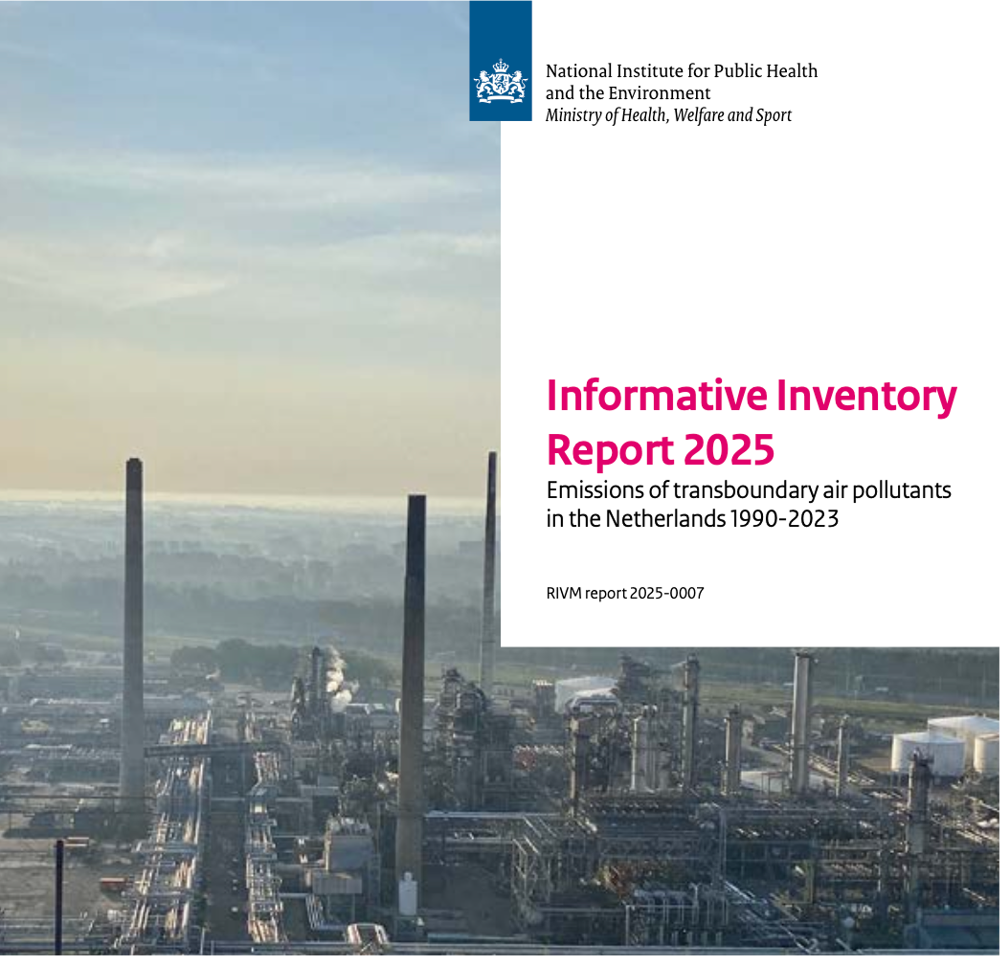 National Institute for Public Health
and the Environment
Ministry of Health, Welfare and Sport
Informative Inventory
Report 2025
Emissions of transboundary air pollutants
in the Netherlands 1990-2023
RIVM report 2025-0007